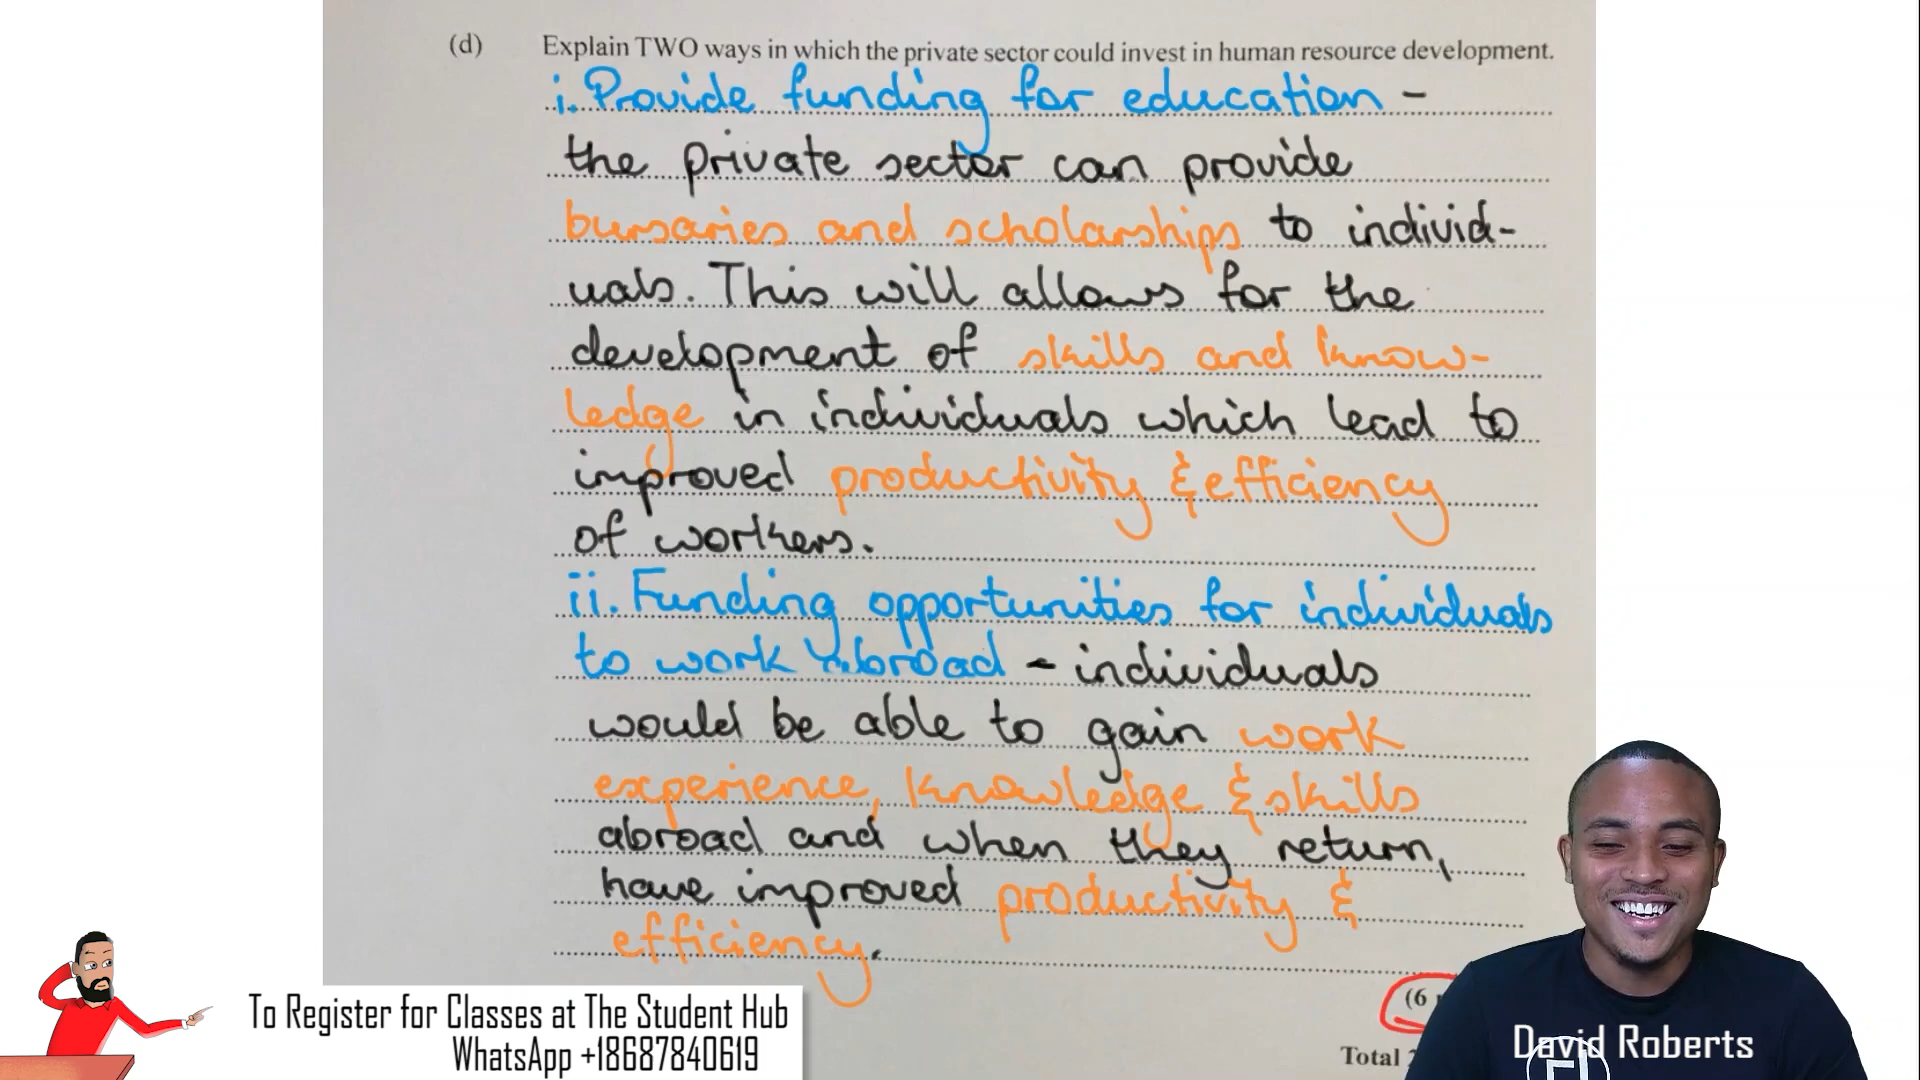 (d) Explain TWO ways in which the private sector could invest in human resource development.
i. Provide funding for education -
the private sector can provide
bursaries and scholarships to individ-
uals. This will allows for the
development of skills and know-
ledge in individuals which lead to
improved productivity & efficiency
of workers.
ii. Funding opportunities for individuals
to work abroad - individuals
would be able to gain work
experience, knowledge & skills
abroad and when they return,
have improved productivity &
efficiency.
(6
Total
To Register for Classes at The Student Hub
WhatsApp +18687840619
David Roberts